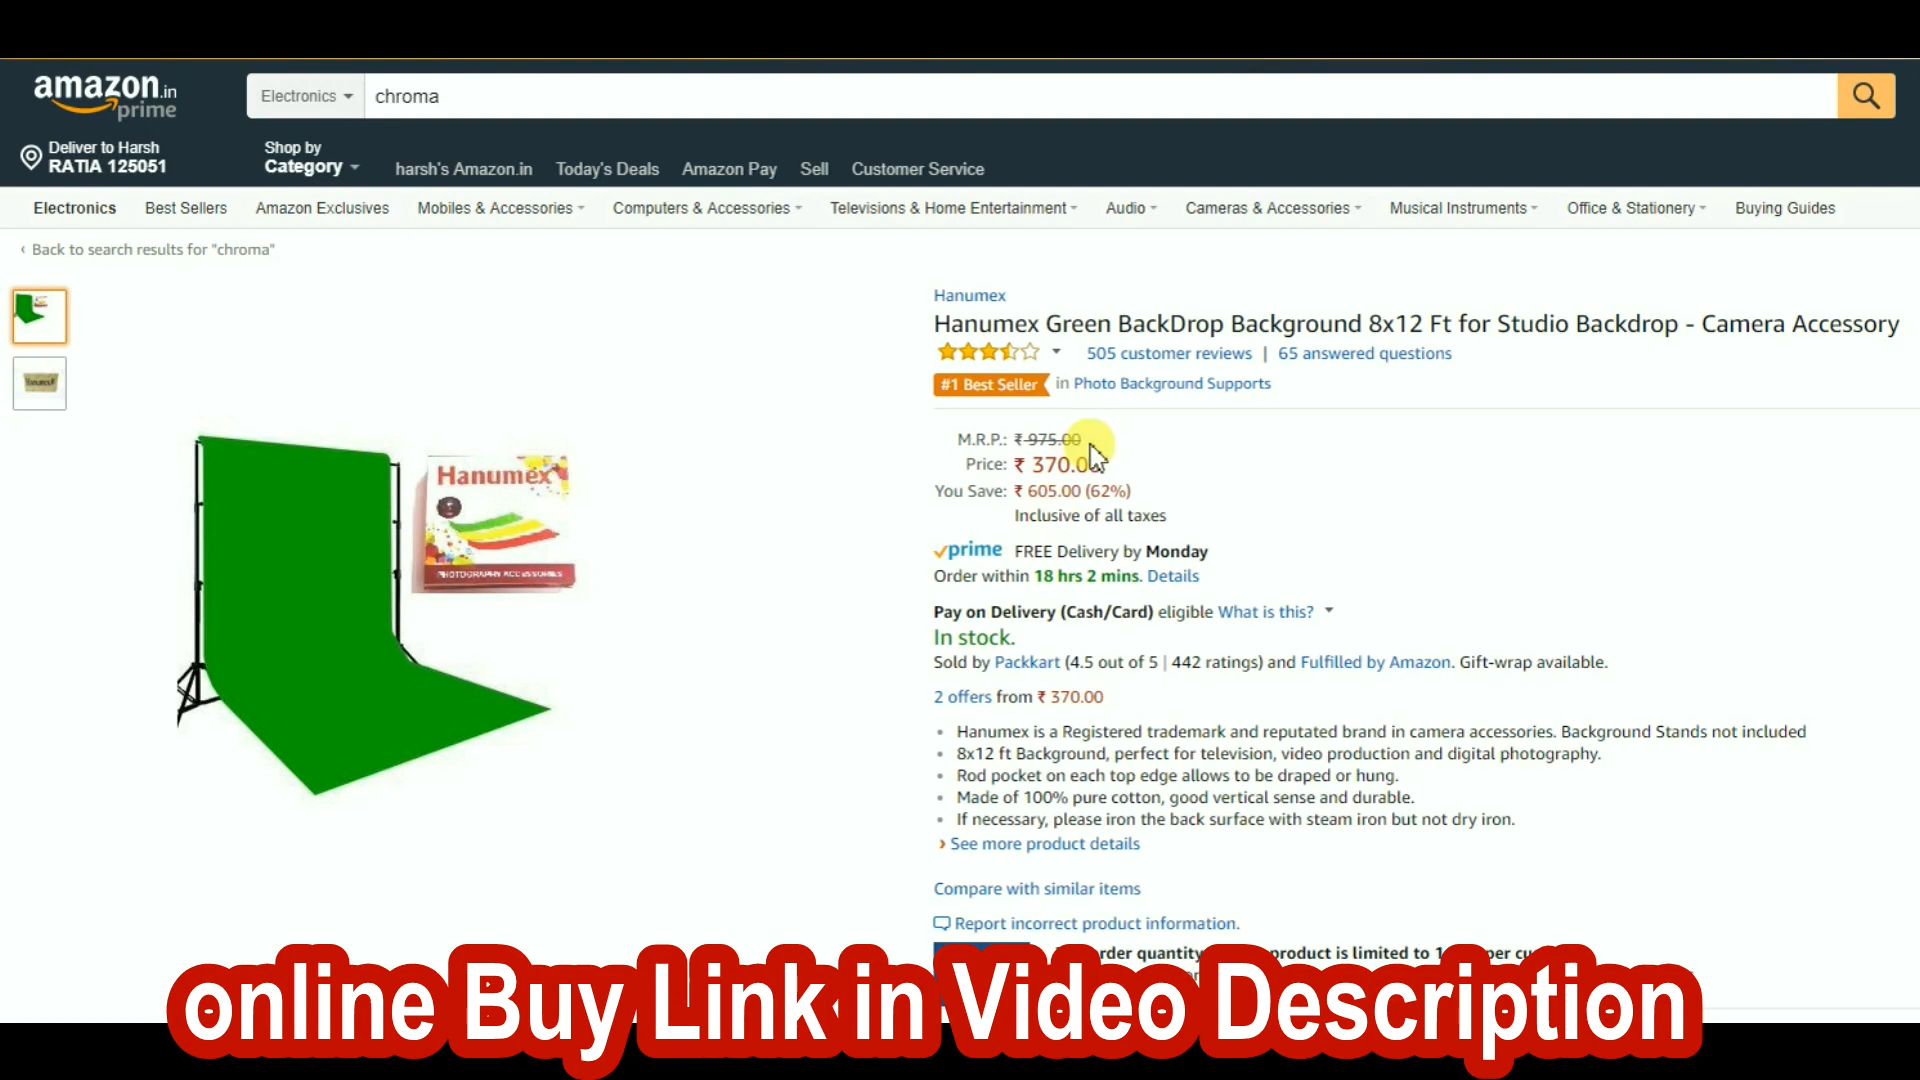 amazon.in
prime
Electronics
chroma
Deliver to Harsh
RATIA 125051
Shop by
Category
harsh's Amazon.in Today's Deals Amazon Pay Sell Customer Service
Electronics Best Sellers Amazon Exclusives Mobiles & Accessories Computers & Accessories Televisions & Home Entertainment Audio Cameras & Accessories Musical Instruments Office & Stationery Buying Guides
‹ Back to search results for "chroma"
Hanumex
Hanumex Green BackDrop Background 8x12 Ft for Studio Backdrop - Camera Accessory
505 customer reviews | 65 answered questions
#1 Best Seller in Photo Background Supports
M.R.P.: ₹ 975.00
Price: ₹ 370.0
You Save: ₹ 605.00 (62%)
Inclusive of all taxes
prime FREE Delivery by Monday
Order within 18 hrs 2 mins. Details
Pay on Delivery (Cash/Card) eligible What is this?
In stock.
Sold by Packkart (4.5 out of 5 | 442 ratings) and Fulfilled by Amazon. Gift-wrap available.
2 offers from ₹ 370.00
• Hanumex is a Registered trademark and reputated brand in camera accessories. Background Stands not included
• 8x12 ft Background, perfect for television, video production and digital photography.
• Rod pocket on each top edge allows to be draped or hung.
• Made of 100% pure cotton, good vertical sense and durable.
• If necessary, please iron the back surface with steam iron but not dry iron.
› See more product details
Compare with similar items
Report incorrect product information.
Hanumex
PHOTOGRAPHY ACCESSORIES
quantity product is limited to
online Buy Link in Video Description